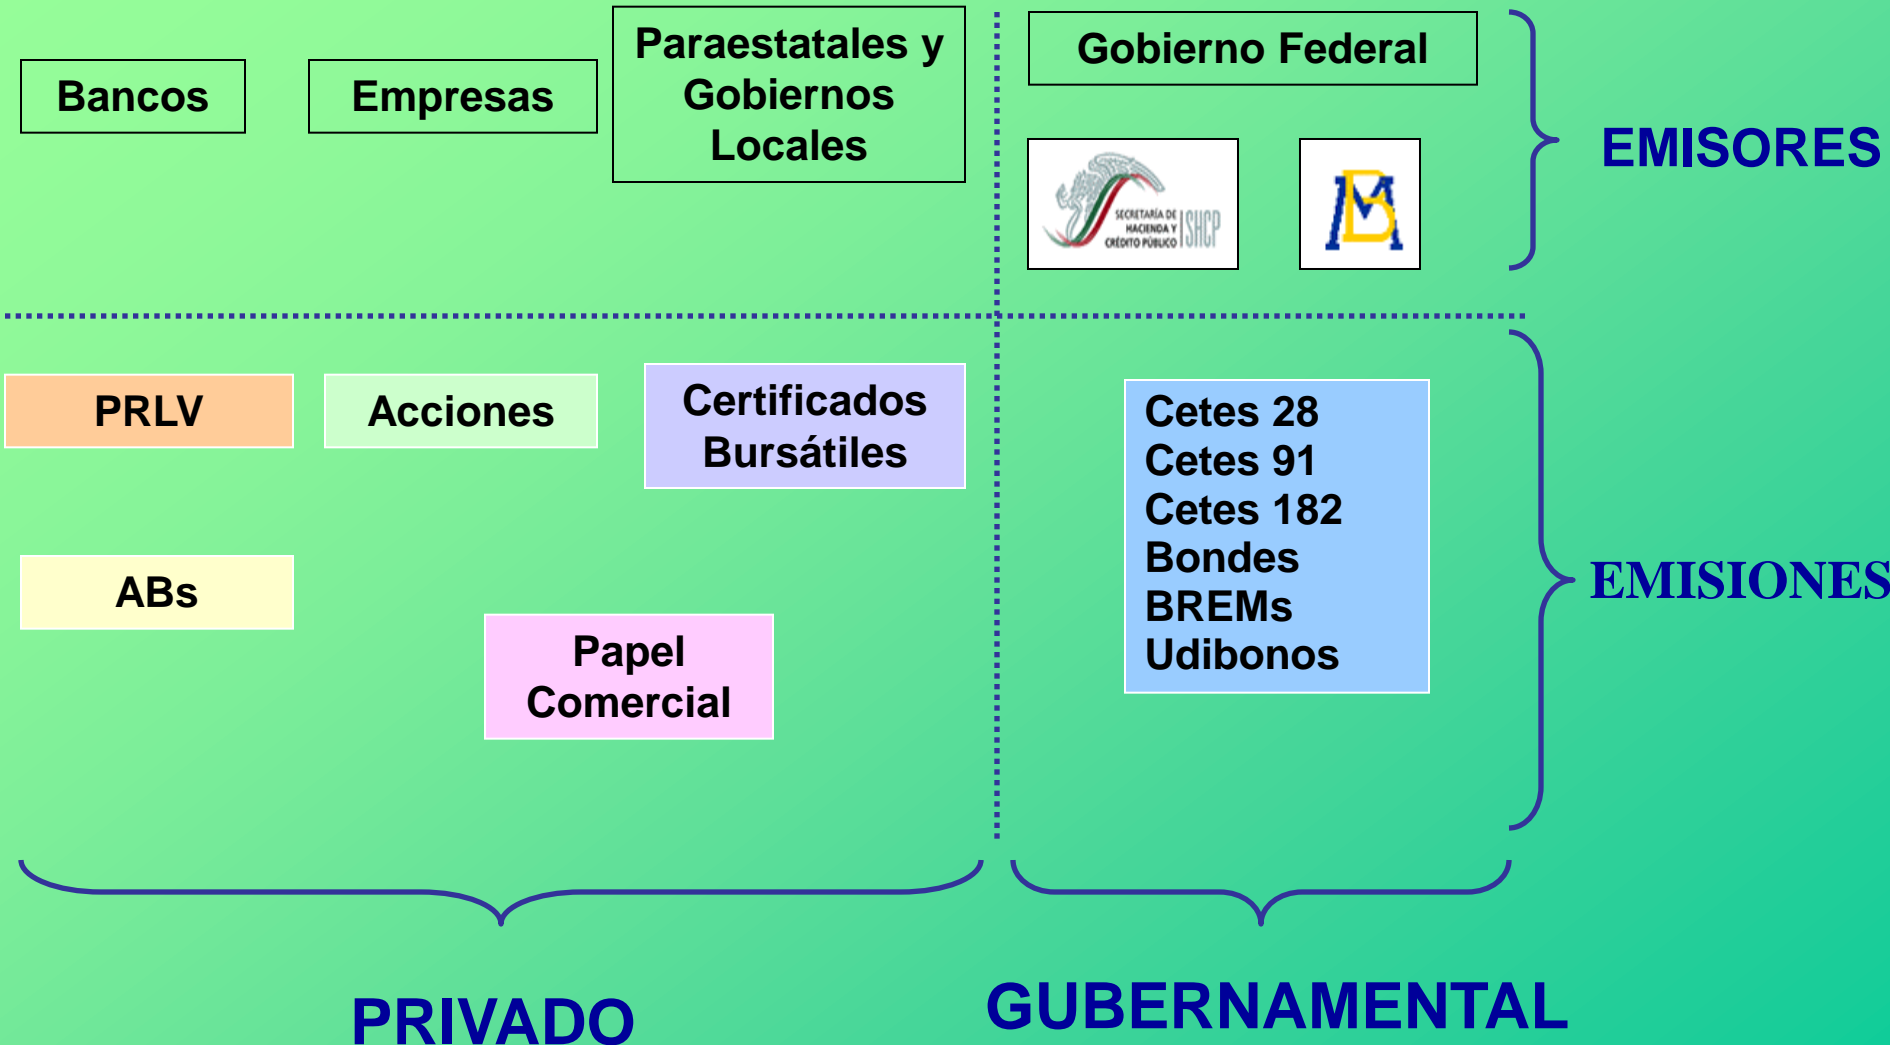 Bancos
Empresas
Paraestatales y
Gobiernos
Locales
Gobierno Federal
SECRETARÍA DE
HACIENDA Y
CRÉDITO PÚBLICO
SHCP
BM
EMISORES
PRLV
Acciones
Certificados
Bursátiles
Cetes 28
Cetes 91
Cetes 182
Bondes
BREMs
Udibonos
ABs
Papel
Comercial
EMISIONES
PRIVADO
GUBERNAMENTAL